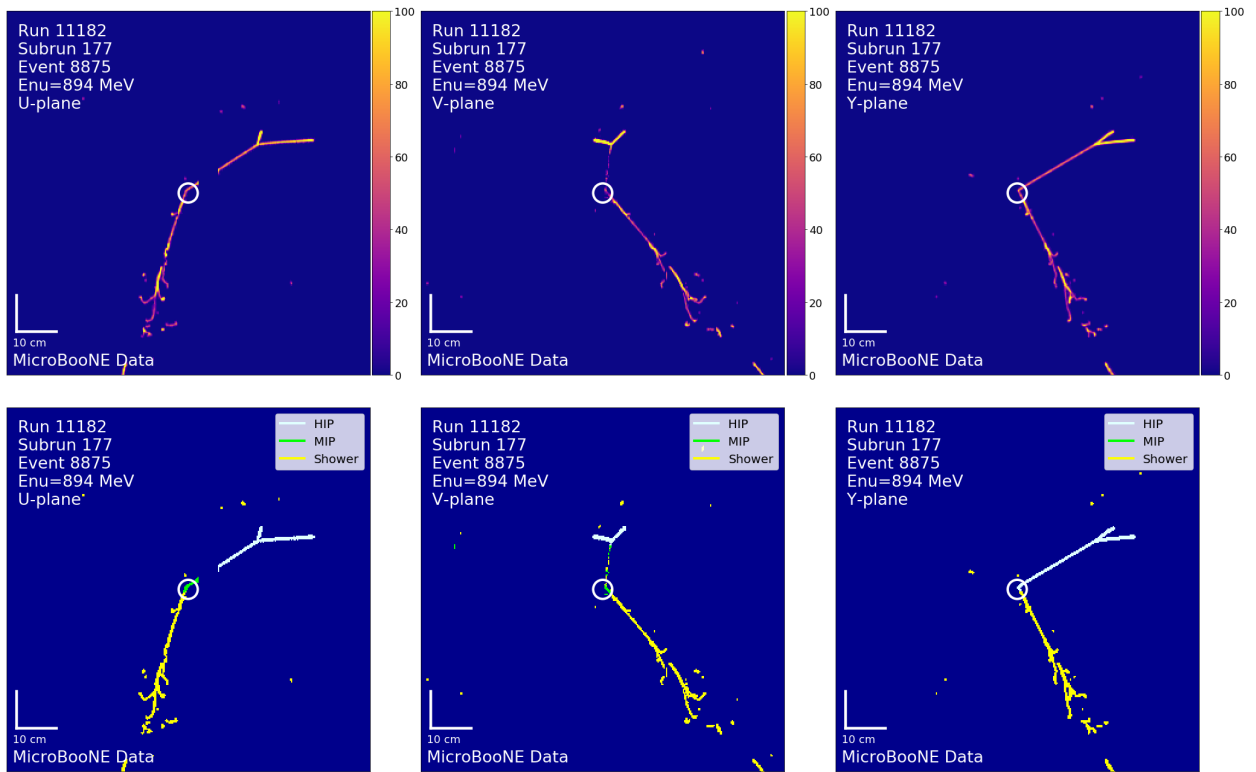 Run 11182
Subrun 177
Event 8875
Enu=894 MeV
U-plane
10 cm
MicroBooNE Data
100
80
60
40
20
0
Run 11182
Subrun 177
Event 8875
Enu=894 MeV
V-plane
10 cm
MicroBooNE Data
100
80
60
40
20
0
Run 11182
Subrun 177
Event 8875
Enu=894 MeV
Y-plane
10 cm
MicroBooNE Data
100
80
60
40
20
0
Run 11182
Subrun 177
Event 8875
Enu=894 MeV
U-plane
HIP
MIP
Shower
10 cm
MicroBooNE Data
Run 11182
Subrun 177
Event 8875
Enu=894 MeV
V-plane
HIP
MIP
Shower
10 cm
MicroBooNE Data
Run 11182
Subrun 177
Event 8875
Enu=894 MeV
Y-plane
HIP
MIP
Shower
10 cm
MicroBooNE Data